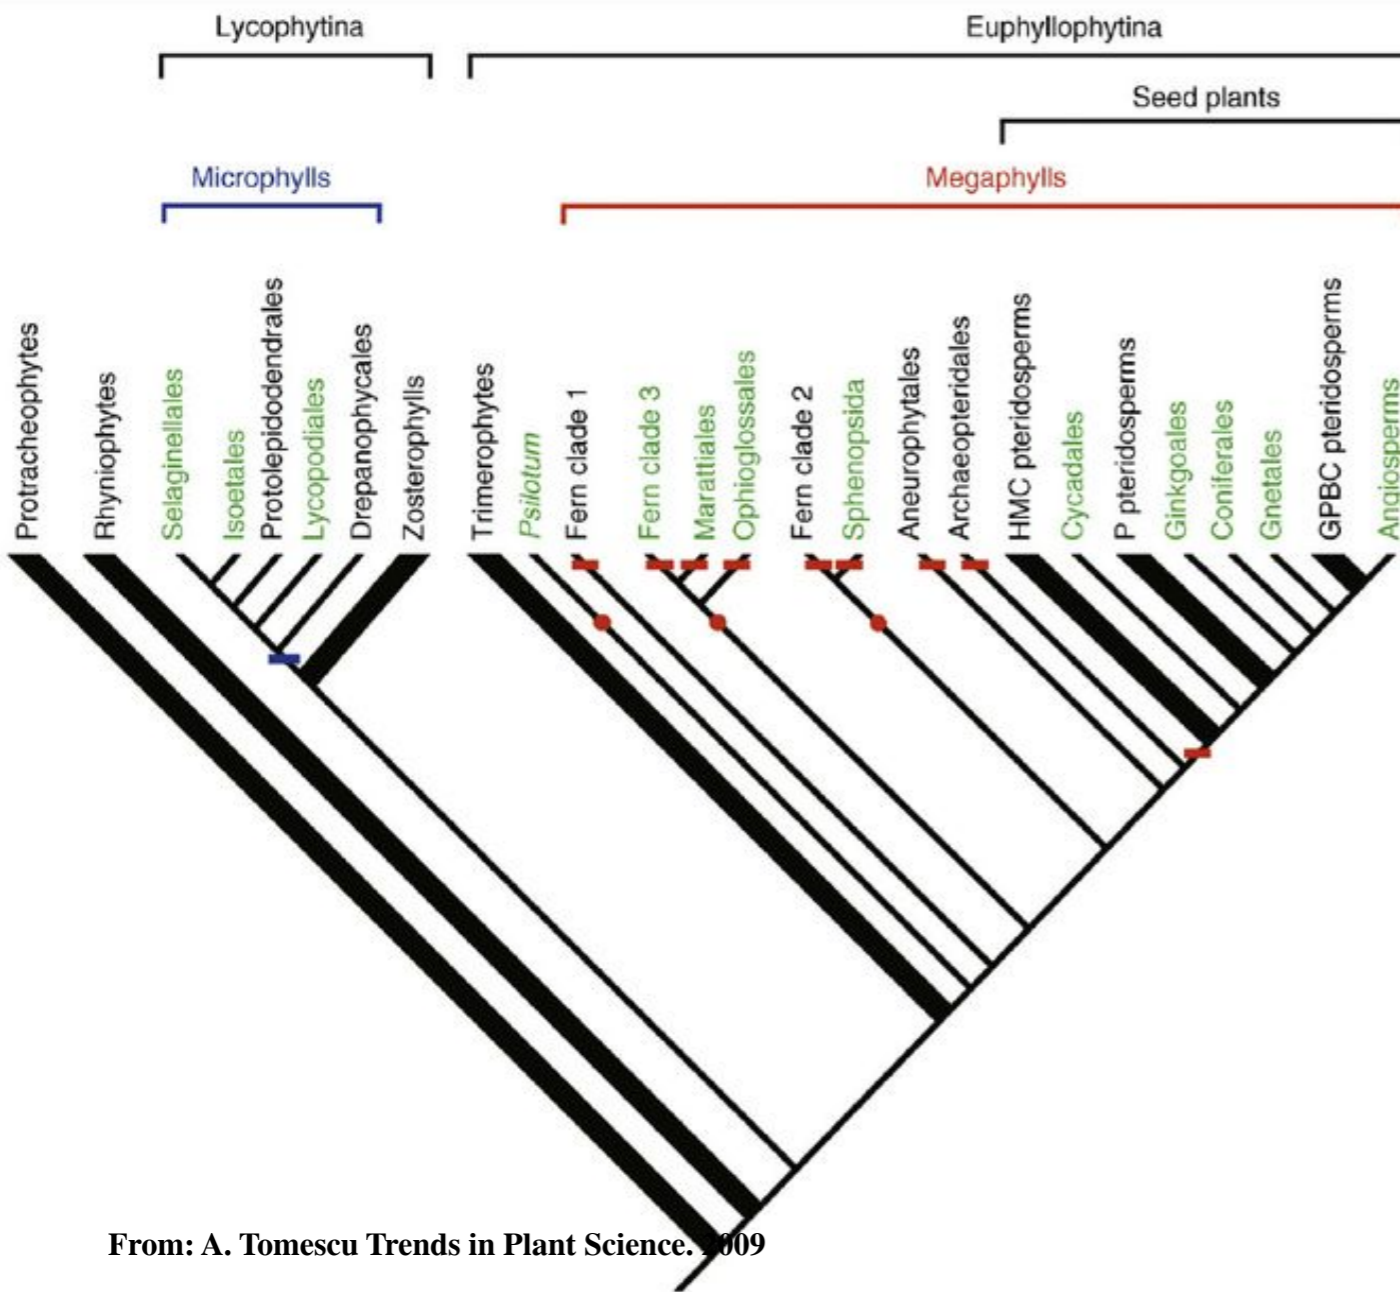 Lycophytina
Euphyllophytina
Seed plants
Microphylls
Megaphylls
Protracheophytes
Rhyniophytes
Selaginellales
Isoetales
Protolepidodendrales
Lycopodiales
Drepanophycales
Zosterophylls
Trimerophytes
Psilotum
Fern clade 1
Fern clade 3
Marattiales
Ophioglossales
Fern clade 2
Sphenopsida
Aneurophytales
Archaeopteridales
HMC pteridosperms
Cycadales
P pteridosperms
Ginkgoales
Coniferales
Gnetales
GPBC pteridosperms
Angiosperms
From: A. Tomescu Trends in Plant Science. 2009